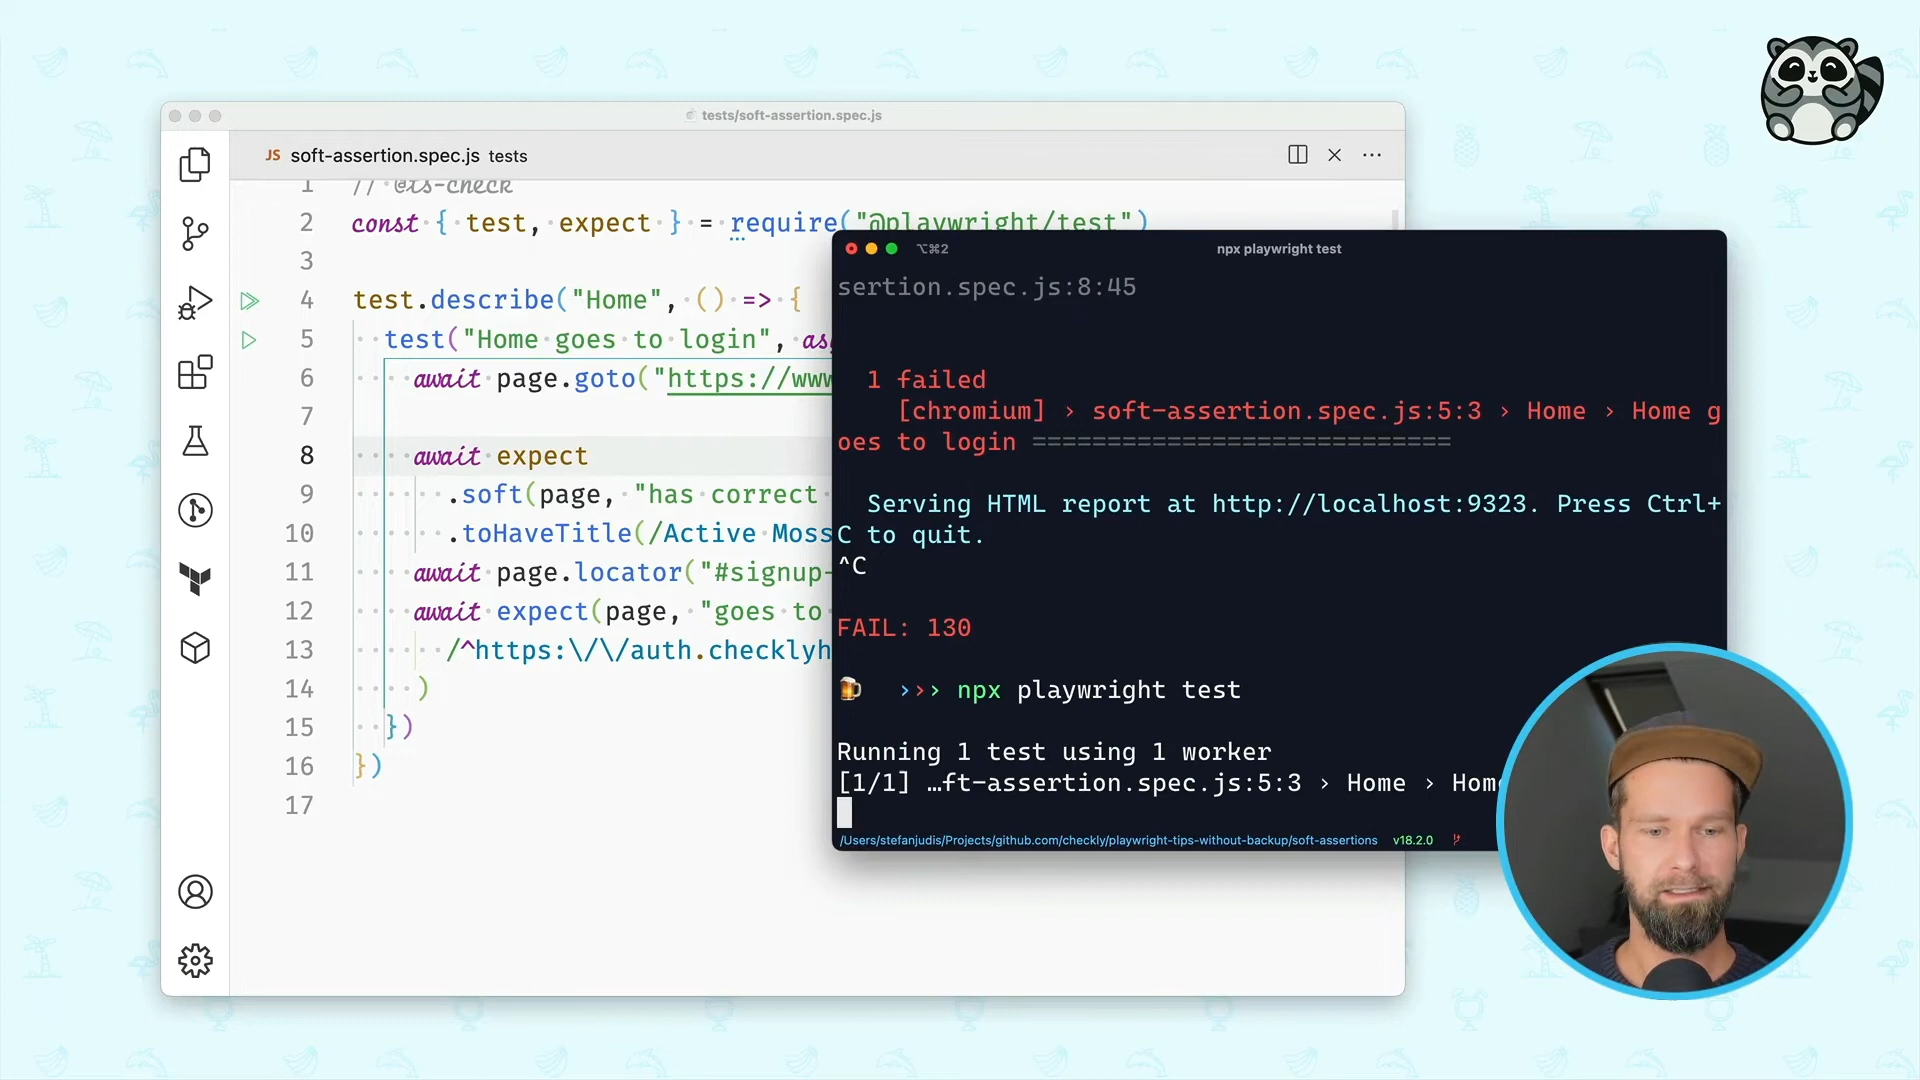 tests/soft-assertion.spec.js
JS soft-assertion.spec.js tests
1 // @ts-check
2 const { test, expect } = require("@playwright/test")
3
4 test.describe("Home", () => {
5 test("Home goes to login", as
6 await page.goto("https://www
7
8 await expect
9 .soft(page, "has correct
10 .toHaveTitle(/Active Moss
11 await page.locator("#signup-
12 await expect(page, "goes to
13 /^https:\/\/auth.checklyh
14 )
15 })
16 })
17
⌥⌘2 npx playwright test
sertion.spec.js:8:45
1 failed
[chromium] › soft-assertion.spec.js:5:3 › Home › Home g
oes to login ============================
Serving HTML report at http://localhost:9323. Press Ctrl+
C to quit.
^C
FAIL: 130
🍺 ››› npx playwright test
Running 1 test using 1 worker
[1/1] …ft-assertion.spec.js:5:3 › Home › Home
/Users/stefanjudis/Projects/github.com/checkly/playwright-tips-without-backup/soft-assertions v18.2.0